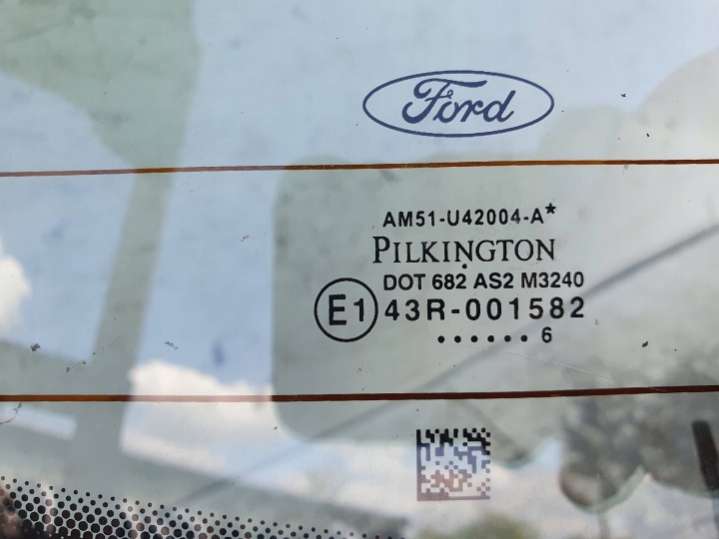 Ford
AM51-U42004-A*
PILKINGTON
DOT 682 AS2 M3240
E1 43R-001582
......6